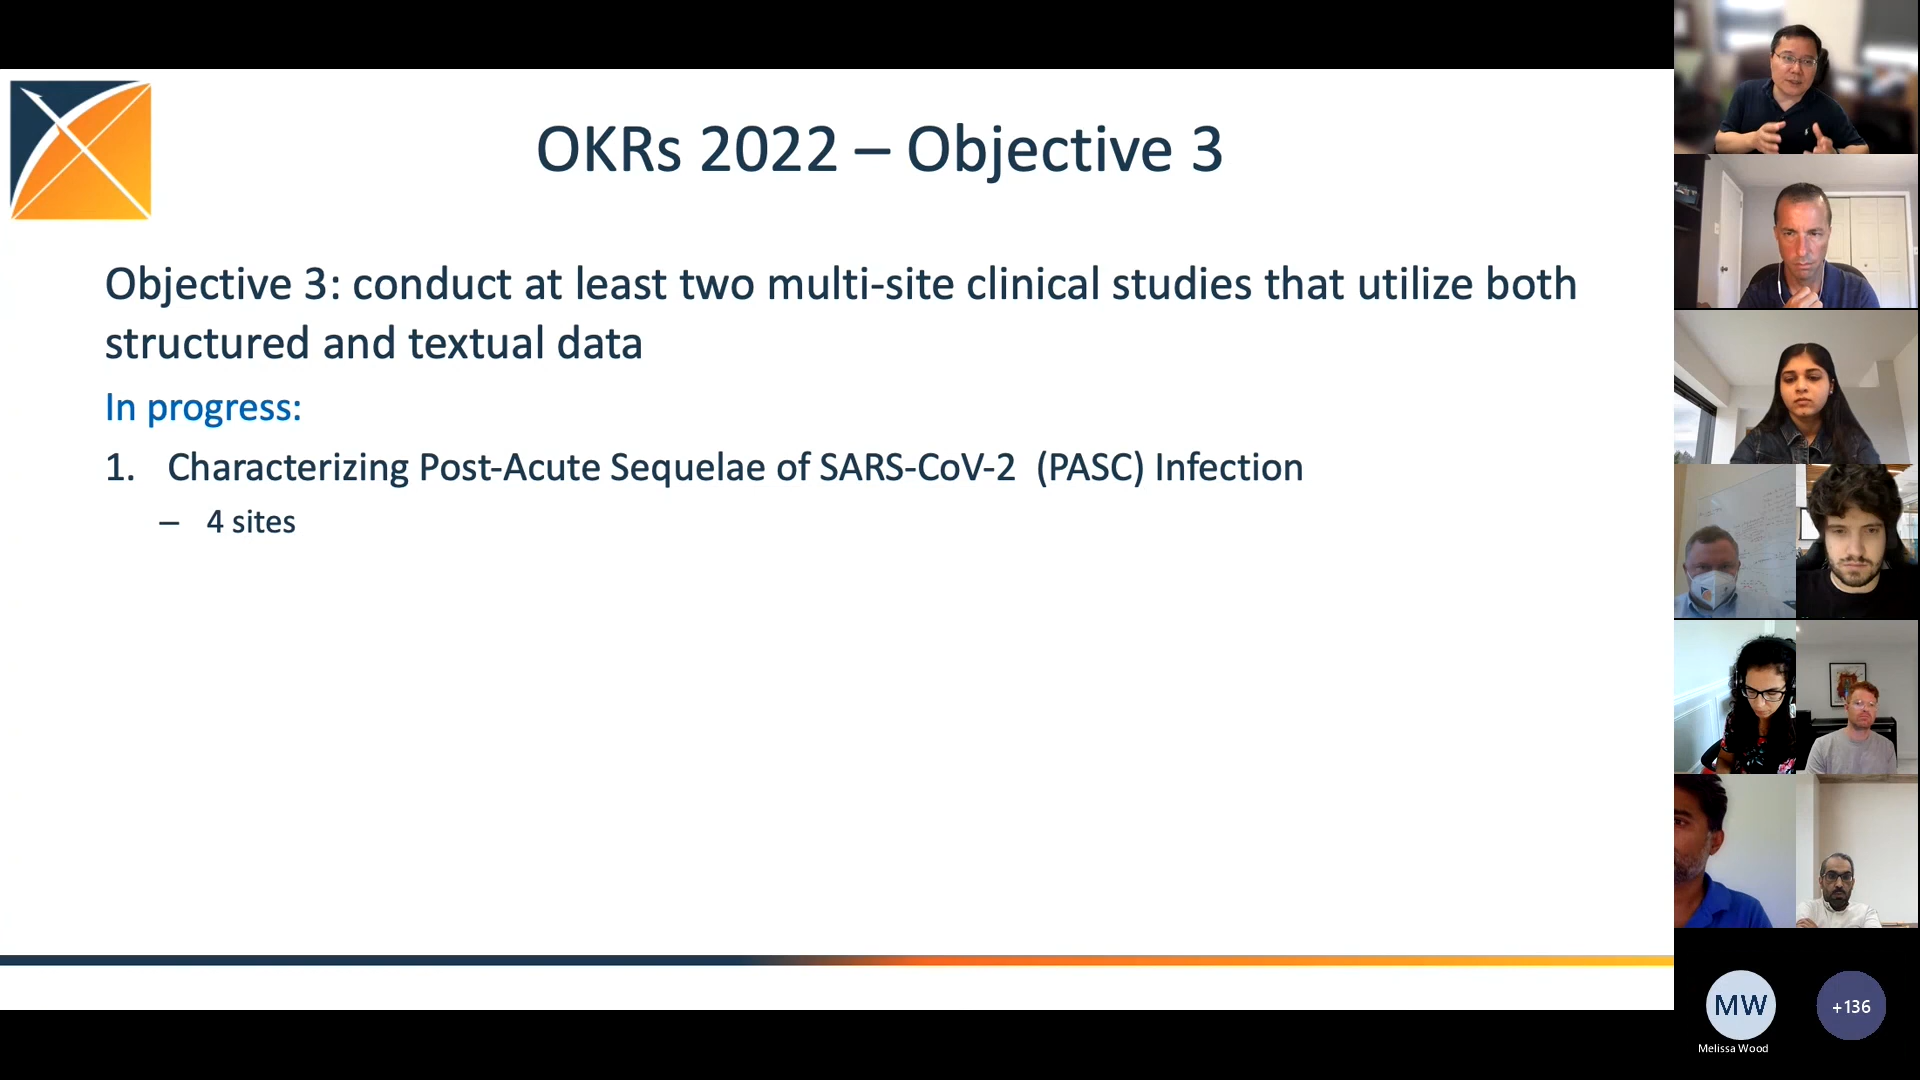 OKRs 2022 – Objective 3
Objective 3: conduct at least two multi-site clinical studies that utilize both
structured and textual data
In progress:
1. Characterizing Post-Acute Sequelae of SARS-CoV-2 (PASC) Infection
– 4 sites
MW
+136
Melissa Wood